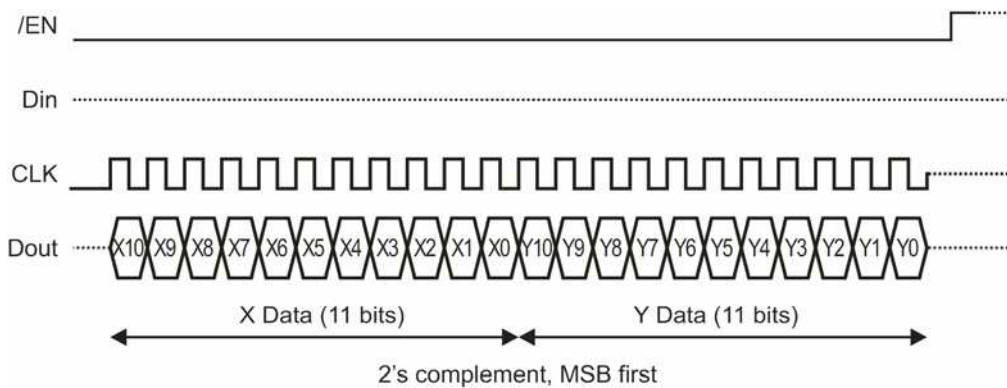 /EN
Din
CLK
Dout X10 X9 X8 X7 X6 X5 X4 X3 X2 X1 X0 Y10 Y9 Y8 Y7 Y6 Y5 Y4 Y3 Y2 Y1 Y0
X Data (11 bits) Y Data (11 bits)
2's complement, MSB first